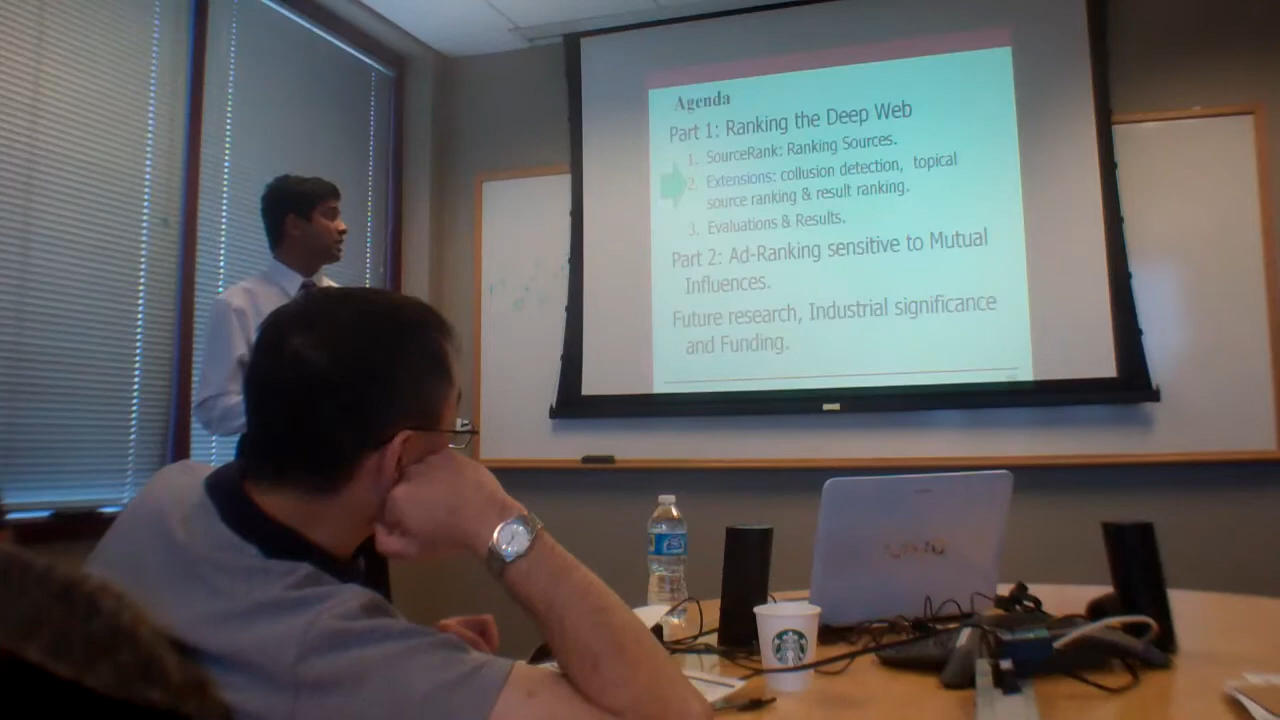 Agenda
Part 1: Ranking the Deep Web
1. SourceRank: Ranking Sources.
2. Extensions: collusion detection, topical
source ranking & result ranking.
3. Evaluations & Results.
Part 2: Ad-Ranking sensitive to Mutual
Influences.
Future research, Industrial significance
and Funding.
VAIO